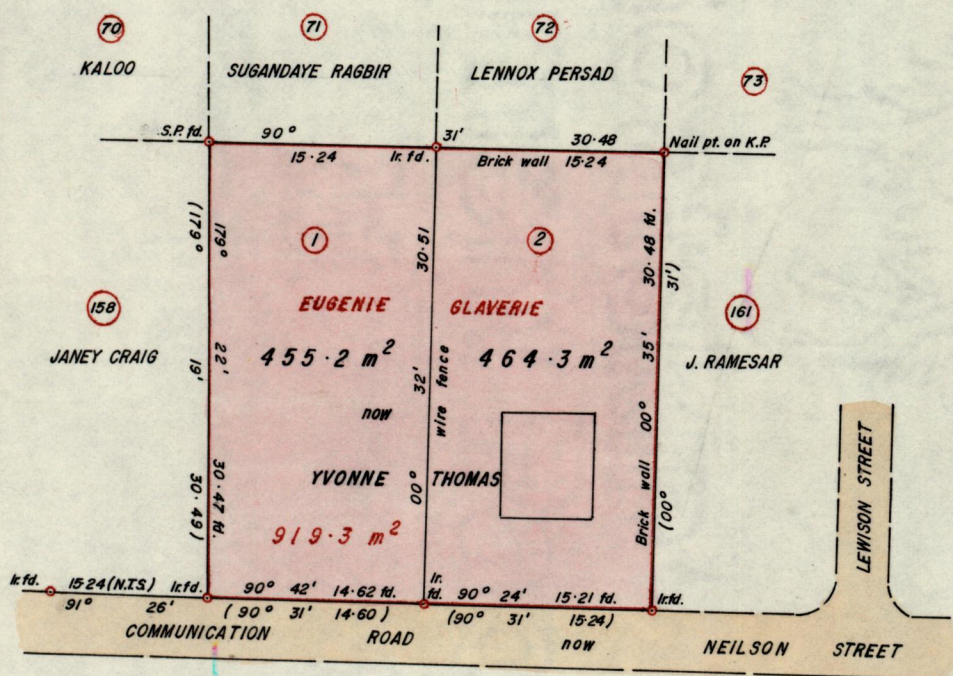 70
71
72
73
KALOO
SUGANDAYE RAGBIR
LENNOX PERSAD
S.P. fd.
90°
31'
30·48
Nail pt. on K.P.
15·24
Ir. fd.
Brick wall 15·24
(179° 19' 30·49)
179° 22' 30·47 fd.
1
30·51
00° 32' wire fence
2
Brick wall 00° 35' 30·48 fd.
(00° 31')
158
EUGENIE GLAVERIE
161
JANEY CRAIG
455·2 m²
464·3 m²
J. RAMESAR
now
YVONNE THOMAS
919·3 m²
LEWISON STREET
Ir. fd.
15·24 (N.T.S.)
Ir. fd.
90° 42' 14·62 fd.
Ir. fd.
90° 24' 15·21 fd.
Ir. fd.
91° 26'
(90° 31' 14·60)
(90° 31' 15·24)
COMMUNICATION ROAD now NEILSON STREET